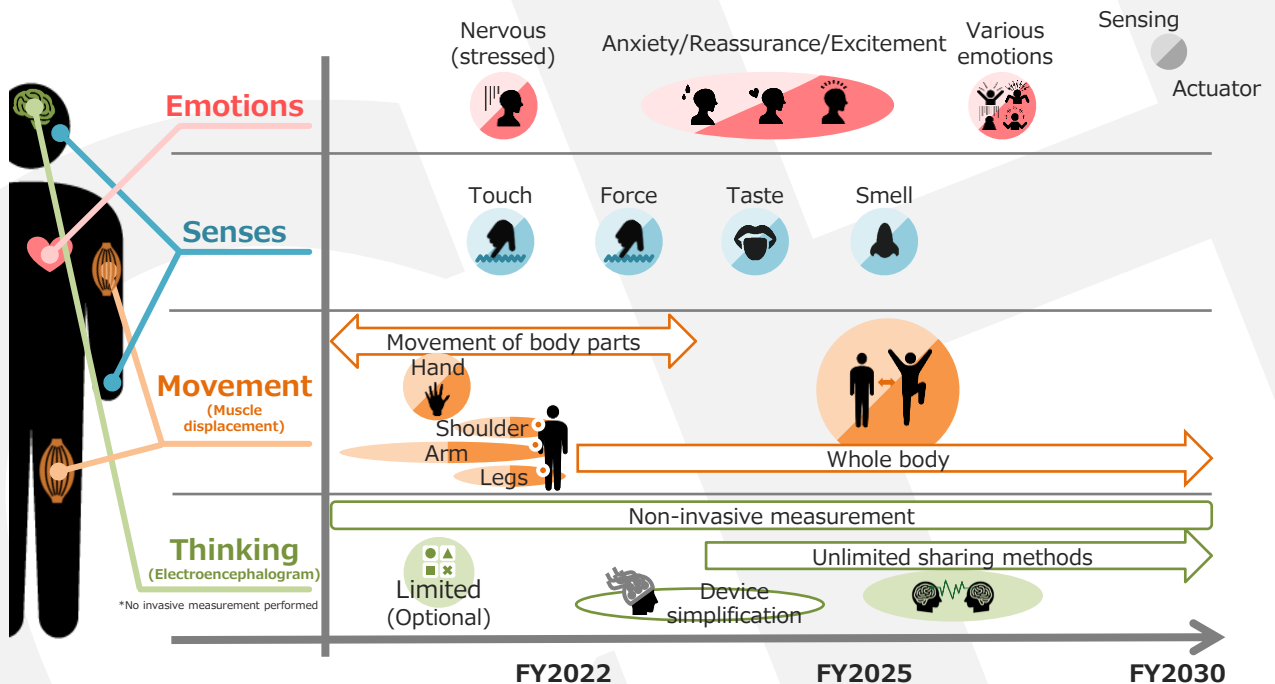 Nervous
(stressed)
Anxiety/Reassurance/Excitement
Various
emotions
Sensing
Actuator
Emotions
Touch
Force
Taste
Smell
Senses
Movement of body parts
Hand
Movement
(Muscle
displacement)
Shoulder
Arm
Legs
Whole body
Non-invasive measurement
Thinking
(Electroencephalogram)
*No invasive measurement performed
Unlimited sharing methods
Limited
(Optional)
Device
simplification
FY2022
FY2025
FY2030